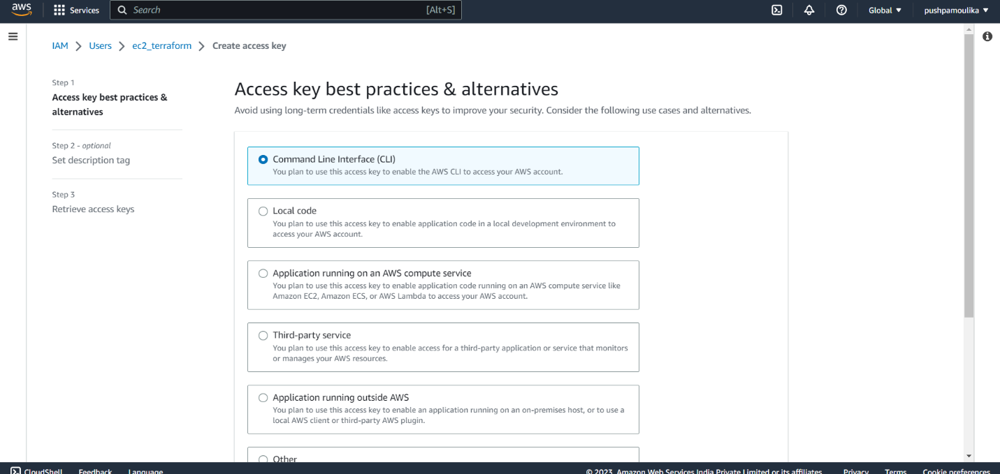 aws
Services
Search
[Alt+S]
Global
pushpamoulika
IAM
Users
ec2_terraform
Create access key
Step 1
Access key best practices &
alternatives
Step 2 - optional
Set description tag
Step 3
Retrieve access keys
Access key best practices & alternatives
Avoid using long-term credentials like access keys to improve your security. Consider the following use cases and alternatives.
Command Line Interface (CLI)
You plan to use this access key to enable the AWS CLI to access your AWS account.
Local code
You plan to use this access key to enable application code in a local development environment to
access your AWS account.
Application running on an AWS compute service
You plan to use this access key to enable application code running on an AWS compute service like
Amazon EC2, Amazon ECS, or AWS Lambda to access your AWS account.
Third-party service
You plan to use this access key to enable access for a third-party application or service that monitors
or manages your AWS resources.
Application running outside AWS
You plan to use this access key to enable an application running on an on-premises host, or to use a
local AWS client or third-party AWS plugin.
Other
CloudShell
Feedback
Language
© 2023, Amazon Web Services India Private Limited or its affiliates.
Privacy
Terms
Cookie preferences